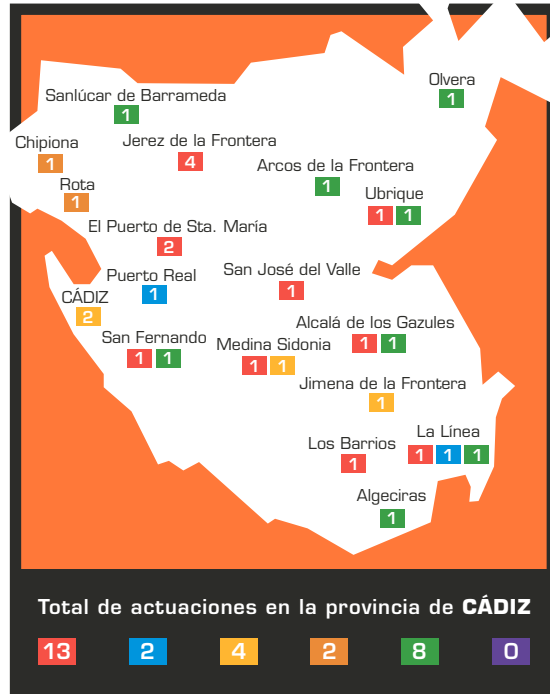 Olvera
1
Sanlúcar de Barrameda
1
Jerez de la Frontera
4
Chipiona
1
Arcos de la Frontera
1
Rota
1
Ubrique
1 1
El Puerto de Sta. María
2
San José del Valle
1
Puerto Real
1
CÁDIZ
2
Alcalá de los Gazules
1 1
San Fernando
1 1
Medina Sidonia
1 1
Jimena de la Frontera
1
La Línea
1 1 1
Los Barrios
1
Algeciras
1
Total de actuaciones en la provincia de CÁDIZ
13 2 4 2 8 0